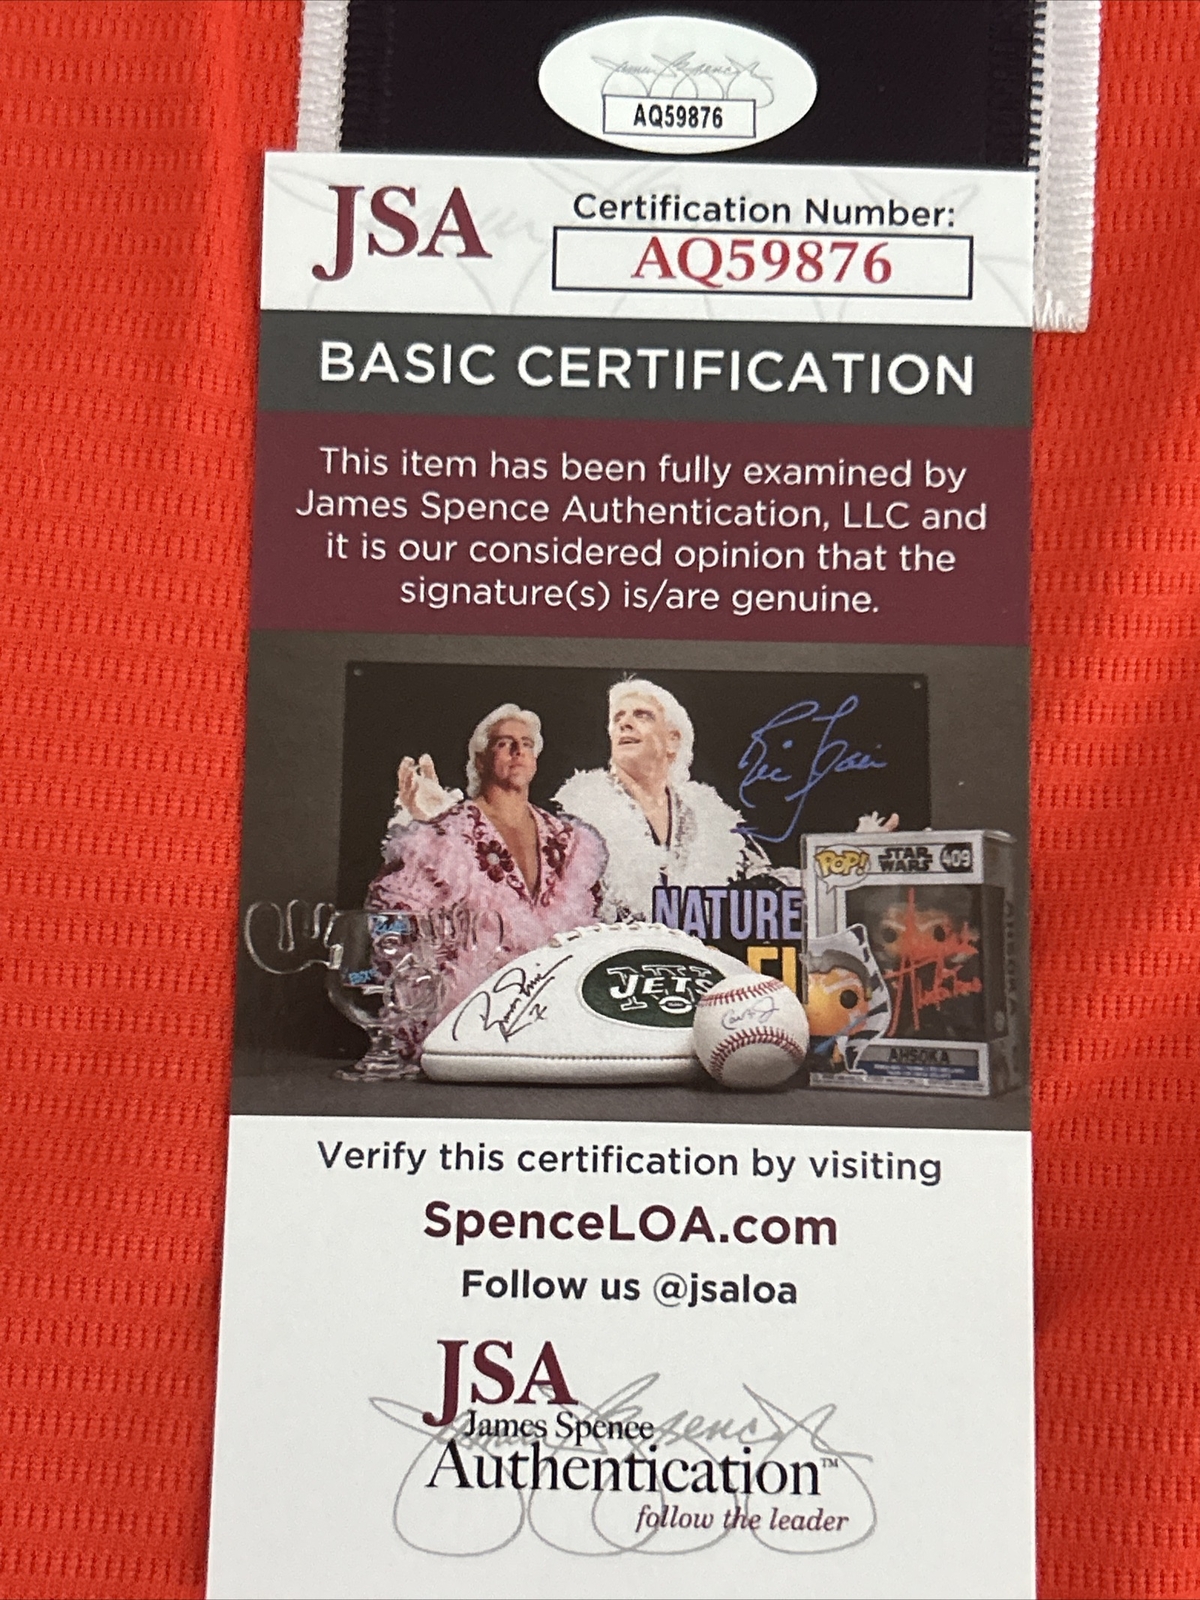 AQ59876
JSA
Certification Number:
AQ59876
BASIC CERTIFICATION
This item has been fully examined by
James Spence Authentication, LLC and
it is our considered opinion that the
signature(s) is/are genuine.
NATURE
POP!
STAR
WARS
409
JETS
AHSOKA
Verify this certification by visiting
SpenceLOA.com
Follow us @jsaloa
JSA
James Spence
Authentication™
follow the leader